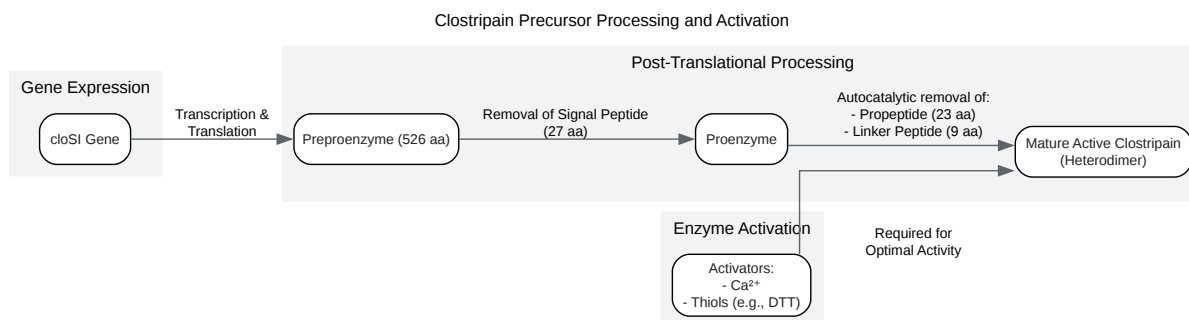 Clostripain Precursor Processing and Activation
Post-Translational Processing
Gene Expression
cloSI Gene
Transcription &
Translation
Preproenzyme (526 aa)
Removal of Signal Peptide
(27 aa)
Proenzyme
Autocatalytic removal of:
- Propeptide (23 aa)
- Linker Peptide (9 aa)
Mature Active Clostripain
(Heterodimer)
Enzyme Activation
Activators:
- Ca²⁺
- Thiols (e.g., DTT)
Required for
Optimal Activity